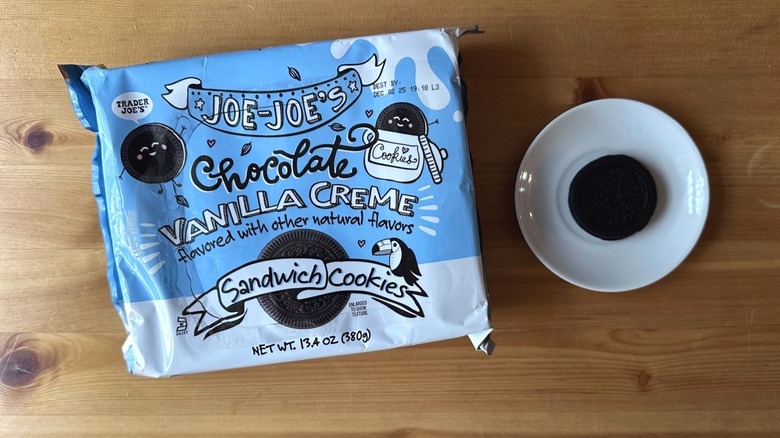 TRADER
JOE'S®
JOE-JOE'S
BEST BY:
DEC 02 25 19:18 L3
Cookies
Chocolate
VANILLA CREME
flavored with other natural flavors
Sandwich Cookies
ENLARGED
TO SHOW
TEXTURE
NET WT. 13.4 OZ (380g)